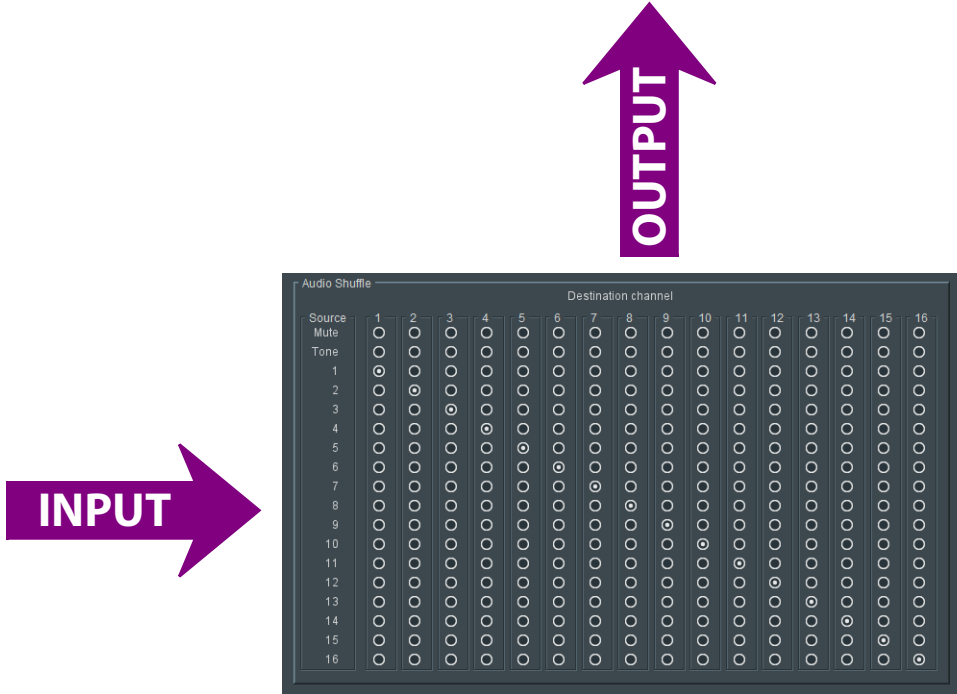 OUTPUT
Audio Shuffle
Destination channel
Source 1 2 3 4 5 6 7 8 9 10 11 12 13 14 15 16
Mute
Tone
1
2
3
4
5
6
7
8
9
10
11
12
13
14
15
16
INPUT